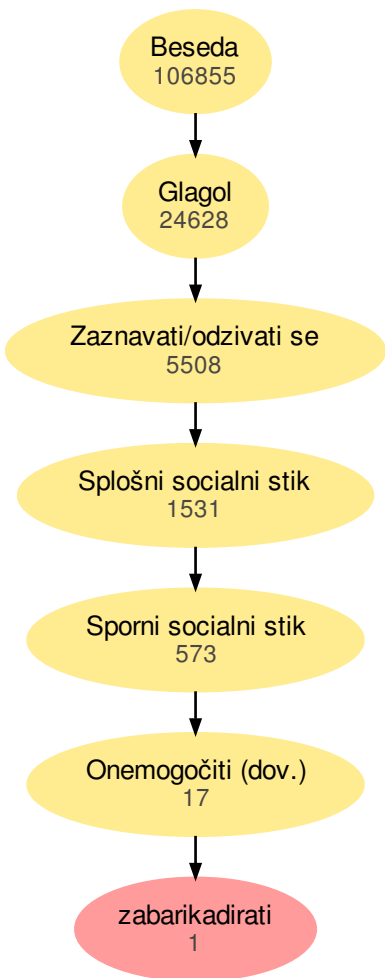 Beseda
106855
Glagol
24628
Zaznavati/odzivati se
5508
Splošni socialni stik
1531
Sporni socialni stik
573
Onemogočiti (dov.)
17
zabarikadirati
1